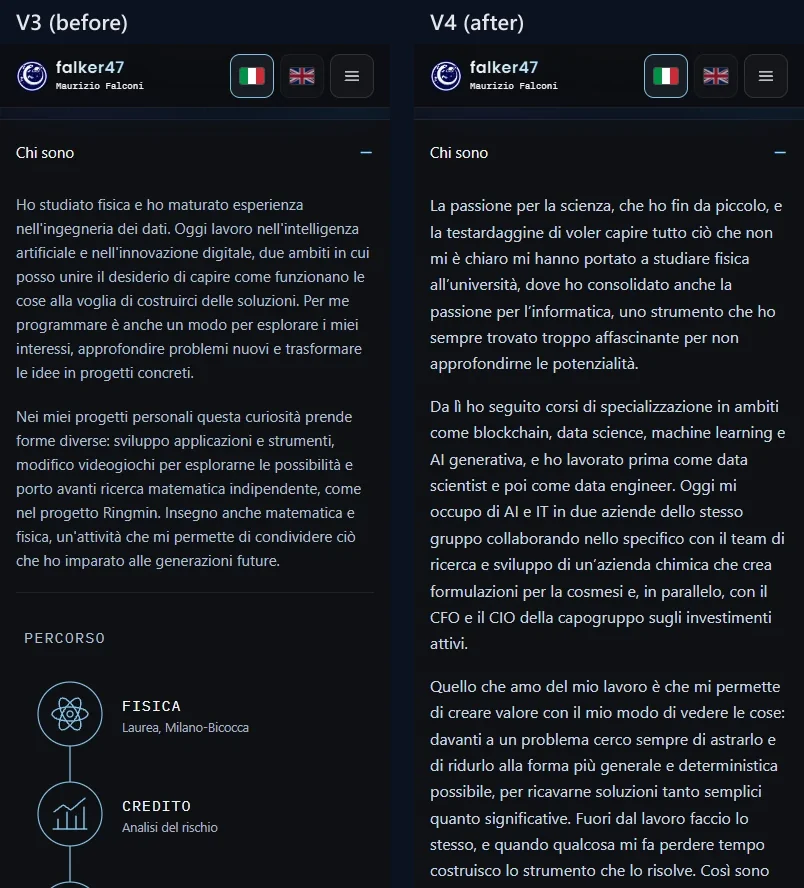 V3 (before)
falker47
Maurizio Falconi
Chi sono
Ho studiato fisica e ho maturato esperienza
nell'ingegneria dei dati. Oggi lavoro nell'intelligenza
artificiale e nell'innovazione digitale, due ambiti in cui
posso unire il desiderio di capire come funzionano le
cose alla voglia di costruirci delle soluzioni. Per me
programmare è anche un modo per esplorare i miei
interessi, approfondire problemi nuovi e trasformare
le idee in progetti concreti.
Nei miei progetti personali questa curiosità prende
forme diverse: sviluppo applicazioni e strumenti,
modifico videogiochi per esplorarne le possibilità e
porto avanti ricerca matematica indipendente, come
nel progetto Ringmin. Insegno anche matematica e
fisica, un'attività che mi permette di condividere ciò
che ho imparato alle generazioni future.
PERCORSO
FISICA
Laurea, Milano-Bicocca
CREDITO
Analisi del rischio
V4 (after)
falker47
Maurizio Falconi
Chi sono
La passione per la scienza, che ho fin da piccolo, e
la testardaggine di voler capire tutto ciò che non
mi è chiaro mi hanno portato a studiare fisica
all’università, dove ho consolidato anche la
passione per l’informatica, uno strumento che ho
sempre trovato troppo affascinante per non
approfondirne le potenzialità.
Da lì ho seguito corsi di specializzazione in ambiti
come blockchain, data science, machine learning e
AI generativa, e ho lavorato prima come data
scientist e poi come data engineer. Oggi mi
occupo di AI e IT in due aziende dello stesso
gruppo collaborando nello specifico con il team di
ricerca e sviluppo di un’azienda chimica che crea
formulazioni per la cosmesi e, in parallelo, con il
CFO e il CIO della capogruppo sugli investimenti
attivi.
Quello che amo del mio lavoro è che mi permette
di creare valore con il mio modo di vedere le cose:
davanti a un problema cerco sempre di astrarlo e
di ridurlo alla forma più generale e deterministica
possibile, per ricavarne soluzioni tanto semplici
quanto significative. Fuori dal lavoro faccio lo
stesso, e quando qualcosa mi fa perdere tempo
costruisco lo strumento che lo risolve. Così sono